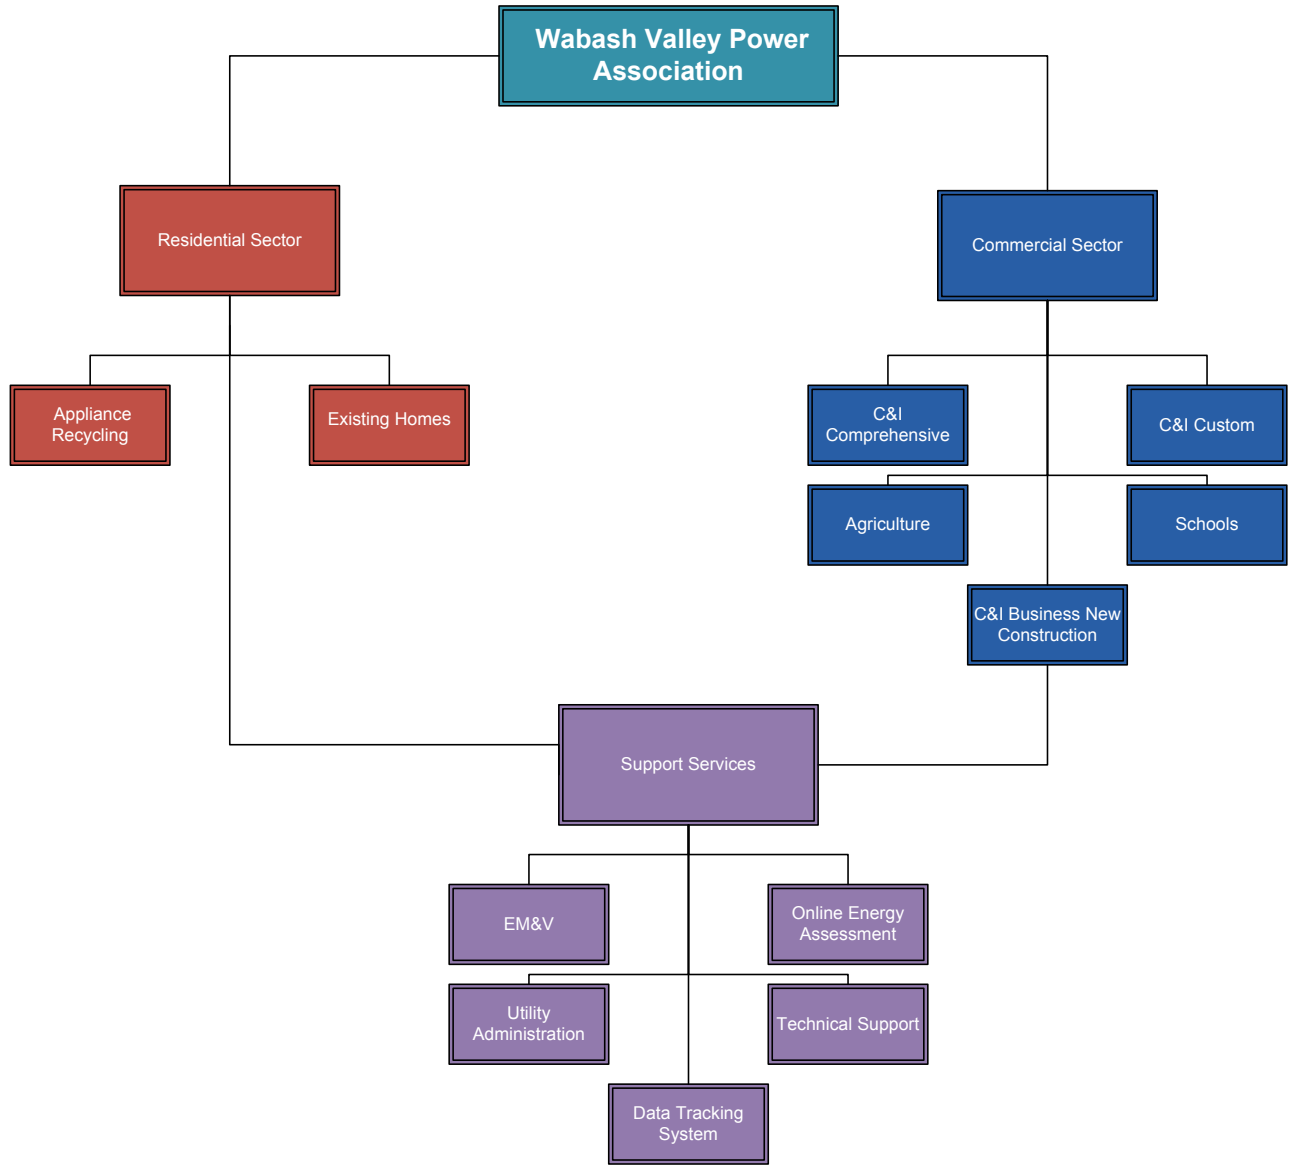 Wabash Valley Power
Association
Residential Sector
Commercial Sector
Appliance
Recycling
Existing Homes
C&I
Comprehensive
C&I Custom
Agriculture
Schools
C&I Business New
Construction
Support Services
EM&V
Online Energy
Assessment
Utility
Administration
Technical Support
Data Tracking
System